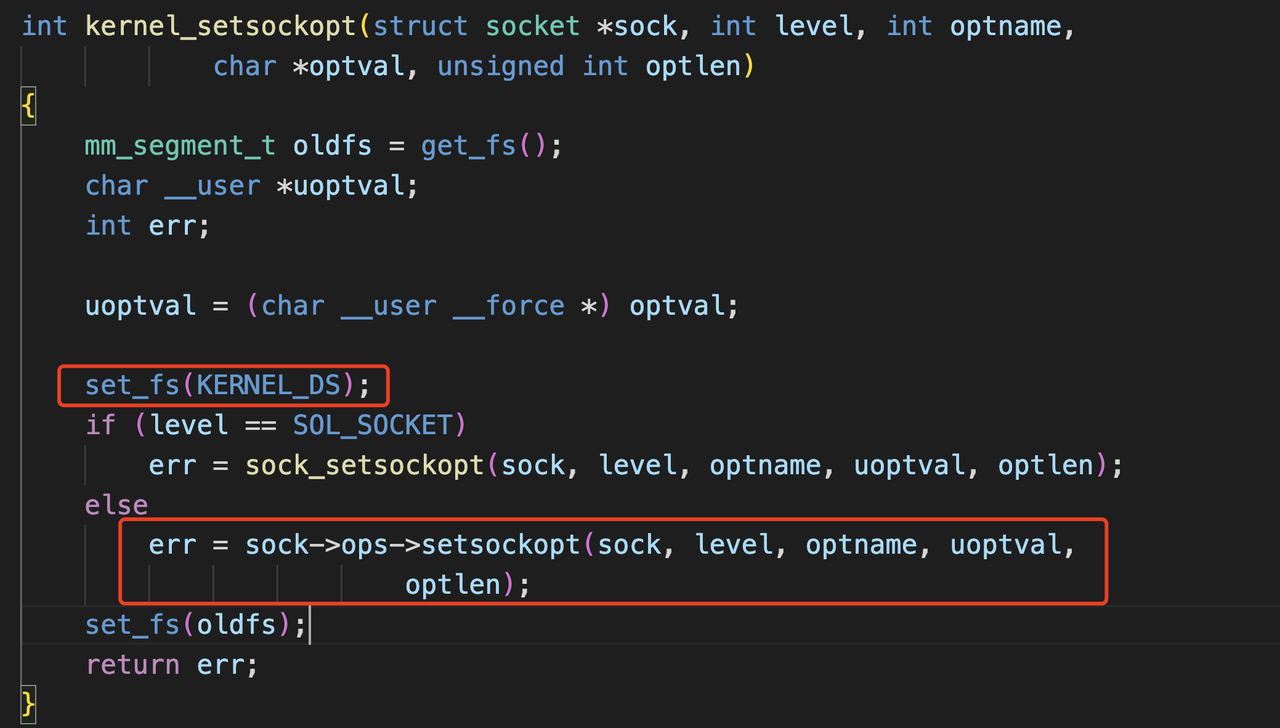 int kernel_setsockopt(struct socket *sock, int level, int optname,
            char *optval, unsigned int optlen)
{
    mm_segment_t oldfs = get_fs();
    char __user *uoptval;
    int err;

    uoptval = (char __user __force *) optval;

    set_fs(KERNEL_DS);
    if (level == SOL_SOCKET)
        err = sock_setsockopt(sock, level, optname, uoptval, optlen);
    else
        err = sock->ops->setsockopt(sock, level, optname, uoptval,
                        optlen);
    set_fs(oldfs);
    return err;
}